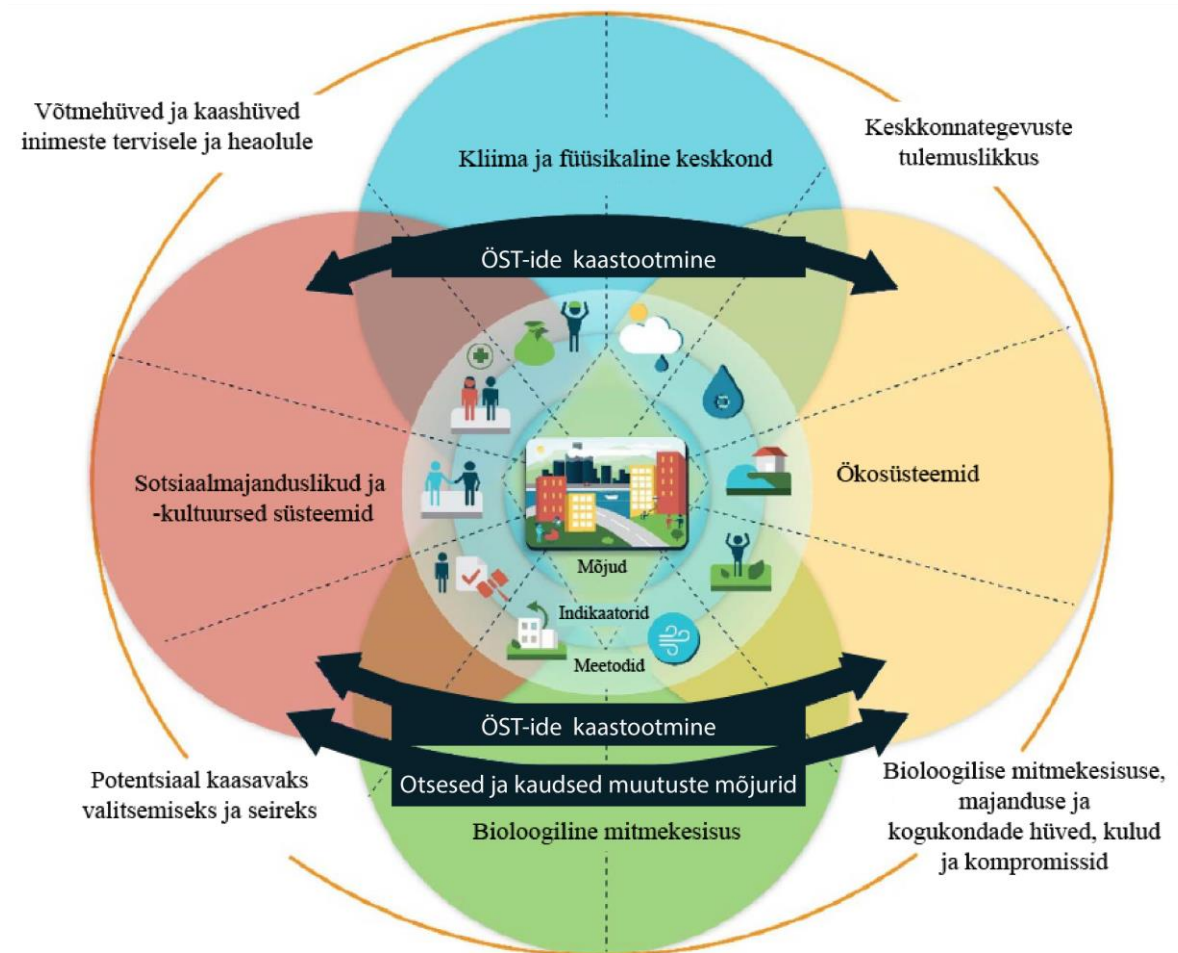 Võtmehüved ja kaashüved
inimeste tervisele ja heaolule
Keskkonnategevuste
tulemuslikkus
Kliima ja füüsikaline keskkond
ÖST-ide kaastootmine
Sotsiaalmajanduslikud ja
-kultuursed süsteemid
Ökosüsteemid
Mõjud
Indikaatorid
Meetodid
ÖST-ide kaastootmine
Otsesed ja kaudsed muutuste mõjurid
Potentsiaal kaasavaks
valitsemiseks ja seireks
Bioloogiline mitmekesisus
Bioloogilise mitmekesisuse,
majanduse ja
kogukondade hüved, kulud
ja kompromissid